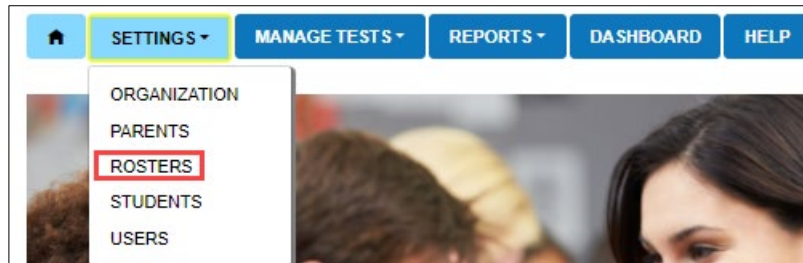 SETTINGS MANAGE TESTS REPORTS DASHBOARD HELP
ORGANIZATION
PARENTS
ROSTERS
STUDENTS
USERS